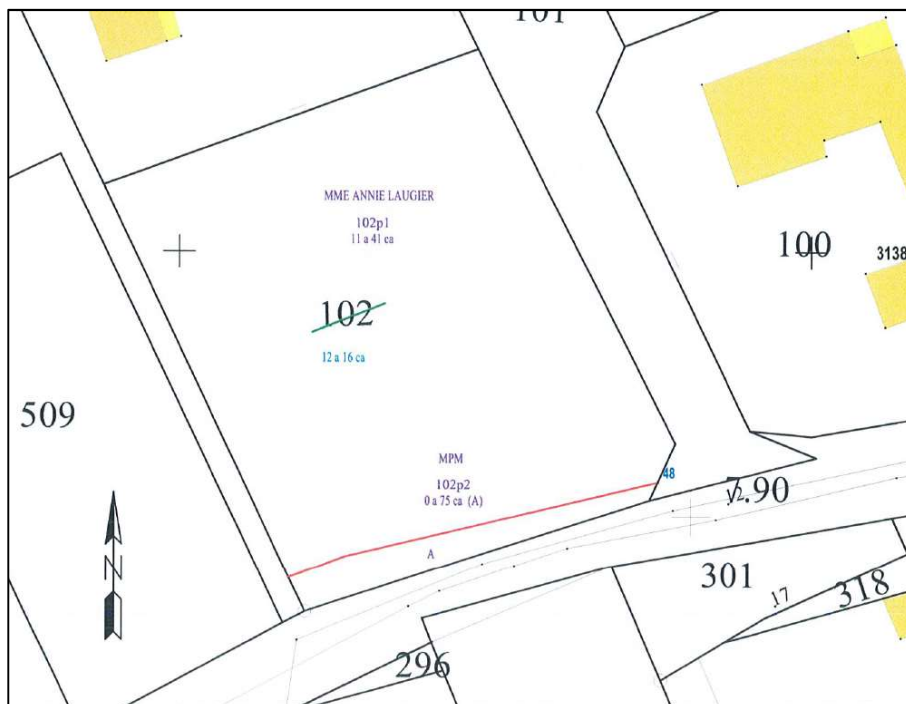 101
MME ANNIE LAUGIER
102p1
11 a 41 ca
100
3138
102
12 a 16 ca
509
MPM
102p2
0 a 75 ca (A)
48
7.90
A
N
301
17
318
296